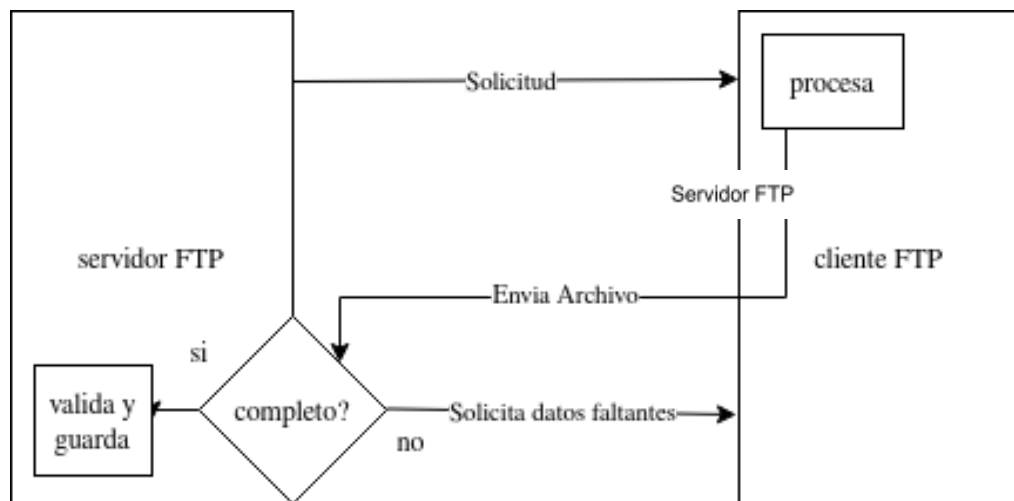 Solicitud
procesa
Servidor FTP
servidor FTP
cliente FTP
Envia Archivo
si
valida y
guarda
completo?
Solicita datos faltantes
no